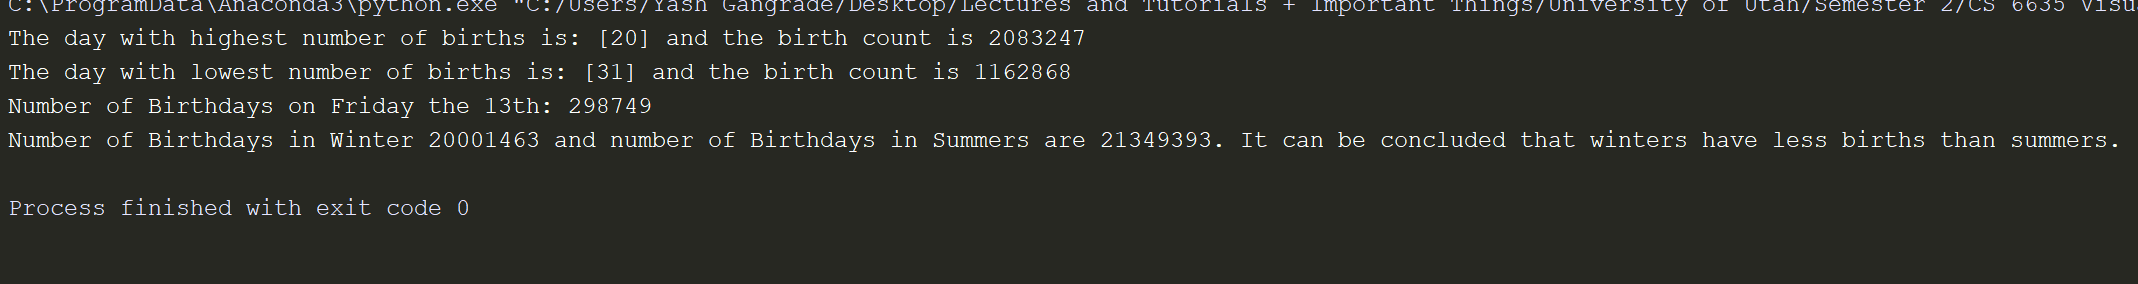 C:\ProgramData\Anaconda3\python.exe "C:/Users/Yash Gangrade/Desktop/Lectures and Tutorials + Important Things/University of Utah/Semester 2/CS 6635 Visu
The day with highest number of births is: [20] and the birth count is 2083247
The day with lowest number of births is: [31] and the birth count is 1162868
Number of Birthdays on Friday the 13th: 298749
Number of Birthdays in Winter 20001463 and number of Birthdays in Summers are 21349393. It can be concluded that winters have less births than summers.
Process finished with exit code 0